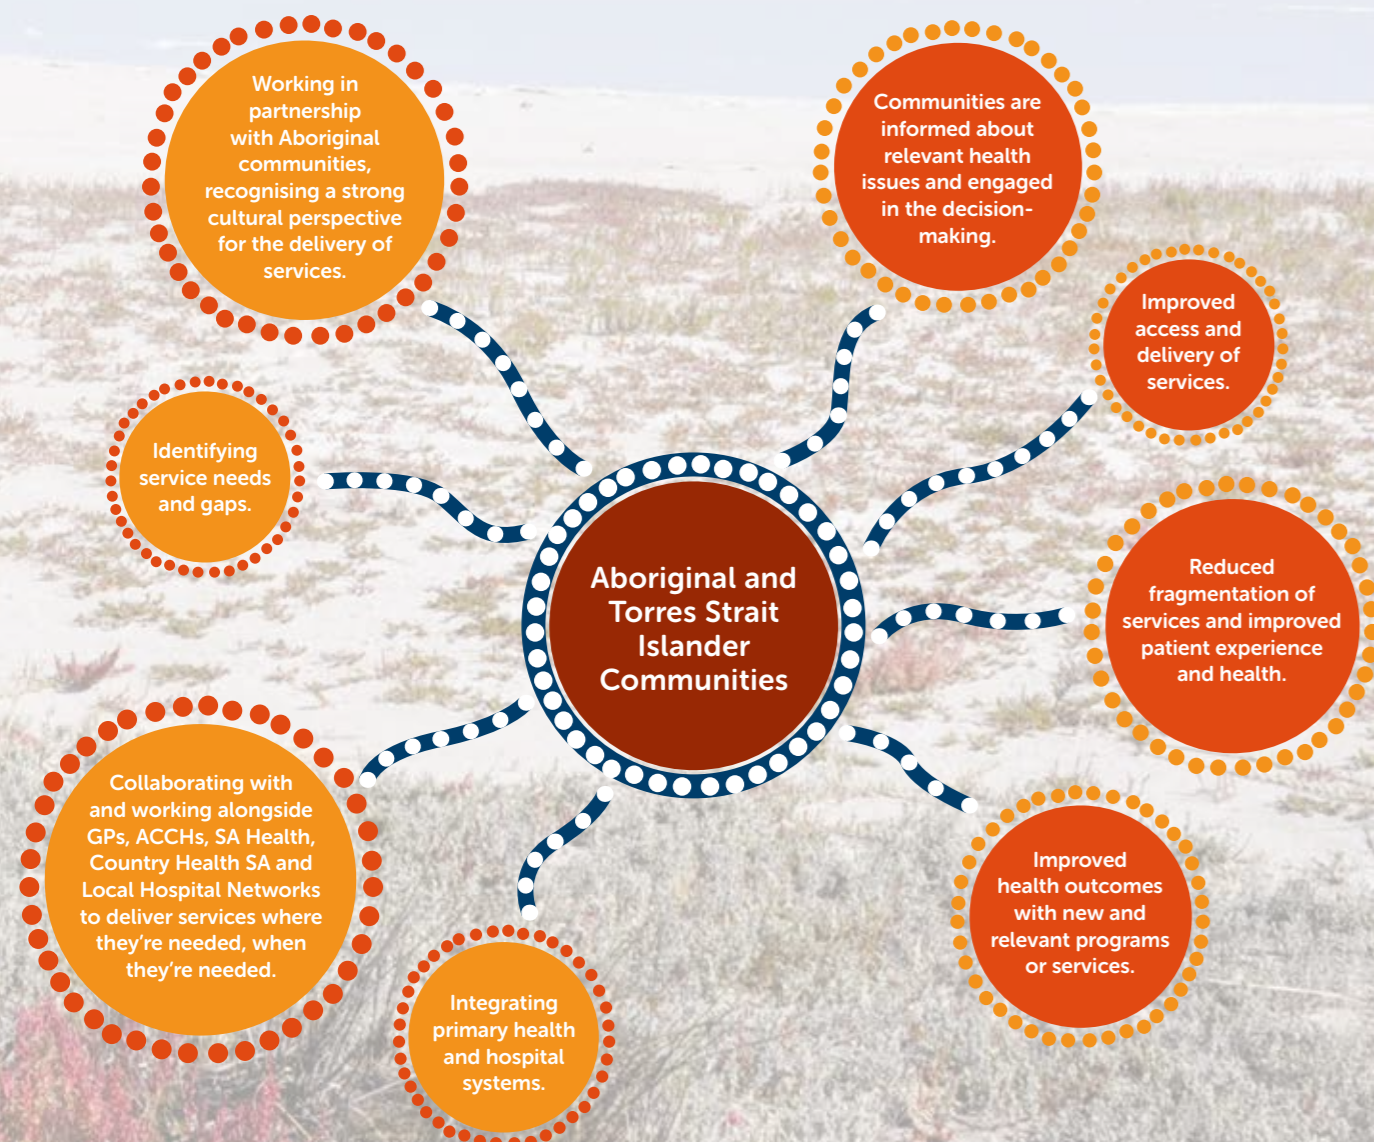 Working in
partnership
with Aboriginal
communities,
recognising a strong
cultural perspective
for the delivery of
services.
Communities are
informed about
relevant health
issues and engaged
in the decision-
making.
Improved
access and
delivery of
services.
Identifying
service needs
and gaps.
Aboriginal and
Torres Strait
Islander
Communities
Reduced
fragmentation of
services and improved
patient experience
and health.
Collaborating with
and working alongside
GPs, ACCHs, SA Health,
Country Health SA and
Local Hospital Networks
to deliver services where
they're needed, when
they're needed.
Improved
health outcomes
with new and
relevant programs
or services.
Integrating
primary health
and hospital
systems.